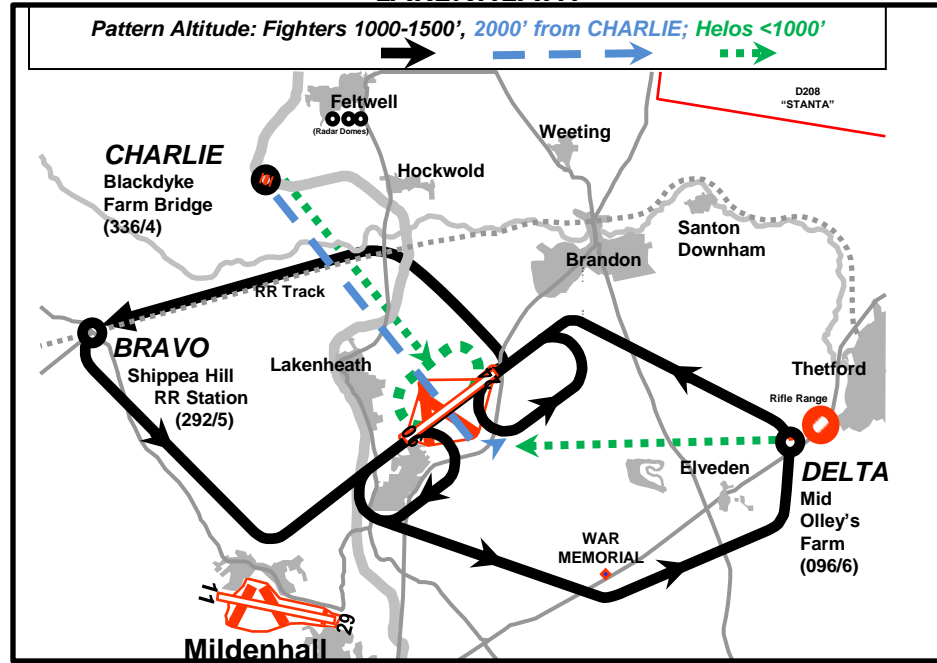 Pattern Altitude: Fighters 1000-1500’, 2000’ from CHARLIE; Helos <1000’
D208
“STANTA”
Feltwell
(Radar Domes)
Weeting
CHARLIE
Blackdyke
Farm Bridge
(336/4)
Hockwold
Santon
Downham
Brandon
RR Track
BRAVO
Shippea Hill
RR Station
(292/5)
Lakenheath
Thetford
Rifle Range
Elveden
DELTA
Mid
Olley’s
Farm
(096/6)
WAR
MEMORIAL
11
29
Mildenhall